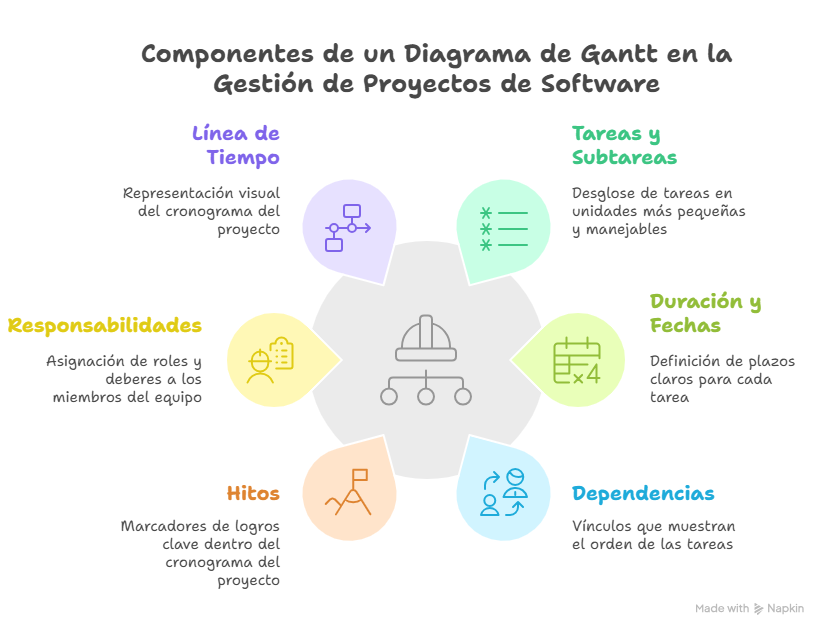 Componentes de un Diagrama de Gantt en la
Gestión de Proyectos de Software
Línea de
Tiempo
Representación visual
del cronograma del
proyecto
Tareas y
Subtareas
Desglose de tareas en
unidades más pequeñas
y manejables
Responsabilidades
Asignación de roles y
deberes a los
miembros del equipo
Duración y
Fechas
Definición de plazos
claros para cada
tarea
x4
Hitos
Marcadores de logros
clave dentro del
cronograma del
proyecto
Dependencias
Vínculos que muestran
el orden de las tareas
Made with Napkin